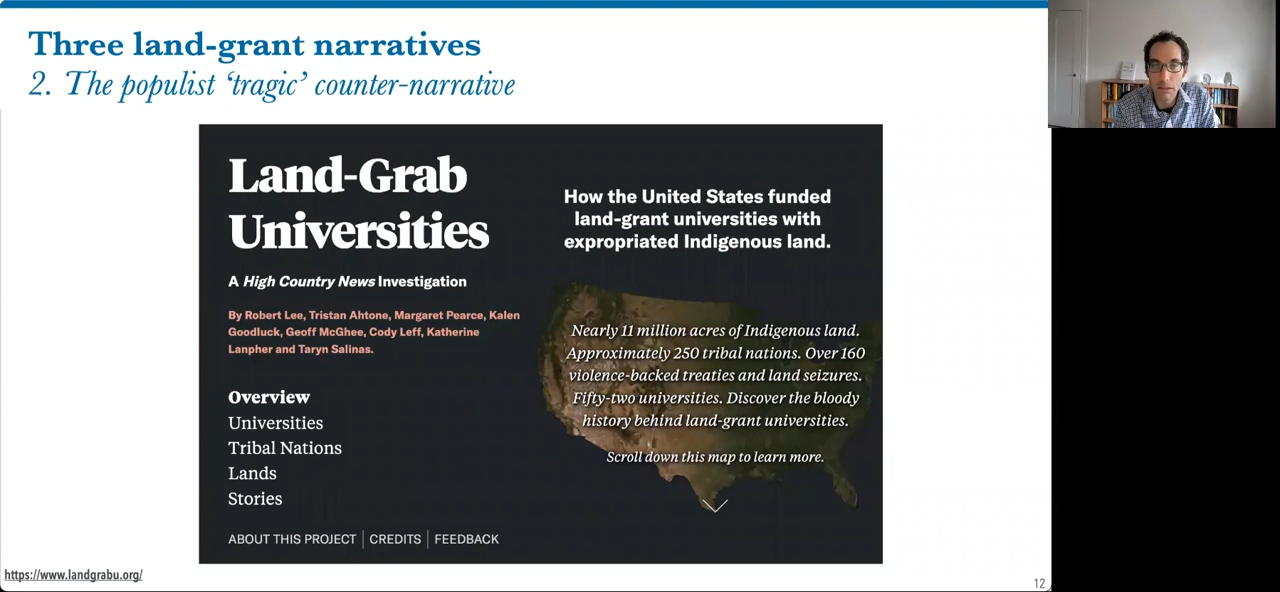 Three land-grant narratives
2. The populist ‘tragic’ counter-narrative
Land-Grab
Universities
A High Country News Investigation
By Robert Lee, Tristan Ahtone, Margaret Pearce, Kalen
Goodluck, Geoff McGhee, Cody Leff, Katherine
Lanpher and Taryn Salinas.
Overview
Universities
Tribal Nations
Lands
Stories
ABOUT THIS PROJECT | CREDITS | FEEDBACK
How the United States funded
land-grant universities with
expropriated Indigenous land.
Nearly 11 million acres of Indigenous land.
Approximately 250 tribal nations. Over 160
violence-backed treaties and land seizures.
Fifty-two universities. Discover the bloody
history behind land-grant universities.
Scroll down this map to learn more.
https://www.landgrabu.org/
12